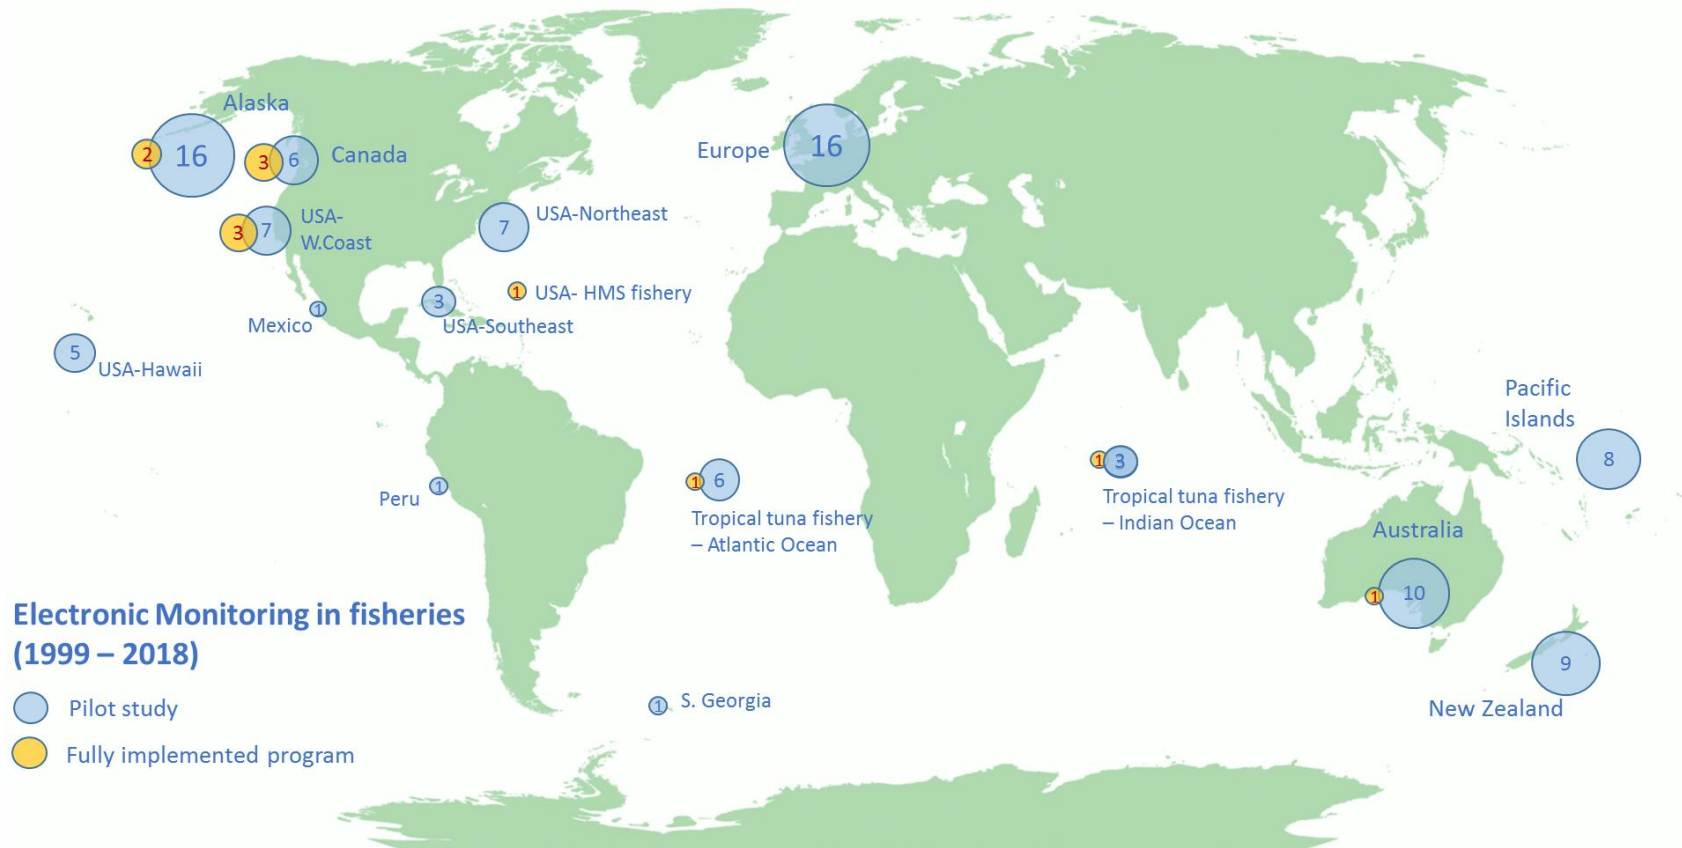 Alaska
2
16
3
6
Canada
Europe
16
3
7
USA-
W.Coast
7
USA-Northeast
1
USA- HMS fishery
3
USA-Southeast
1
Mexico
5
USA-Hawaii
Pacific
Islands
8
1
Peru
1
6
Tropical tuna fishery
– Atlantic Ocean
1
3
Tropical tuna fishery
– Indian Ocean
Australia
1
10
9
New Zealand
1
S. Georgia
Electronic Monitoring in fisheries
(1999 – 2018)
Pilot study
Fully implemented program